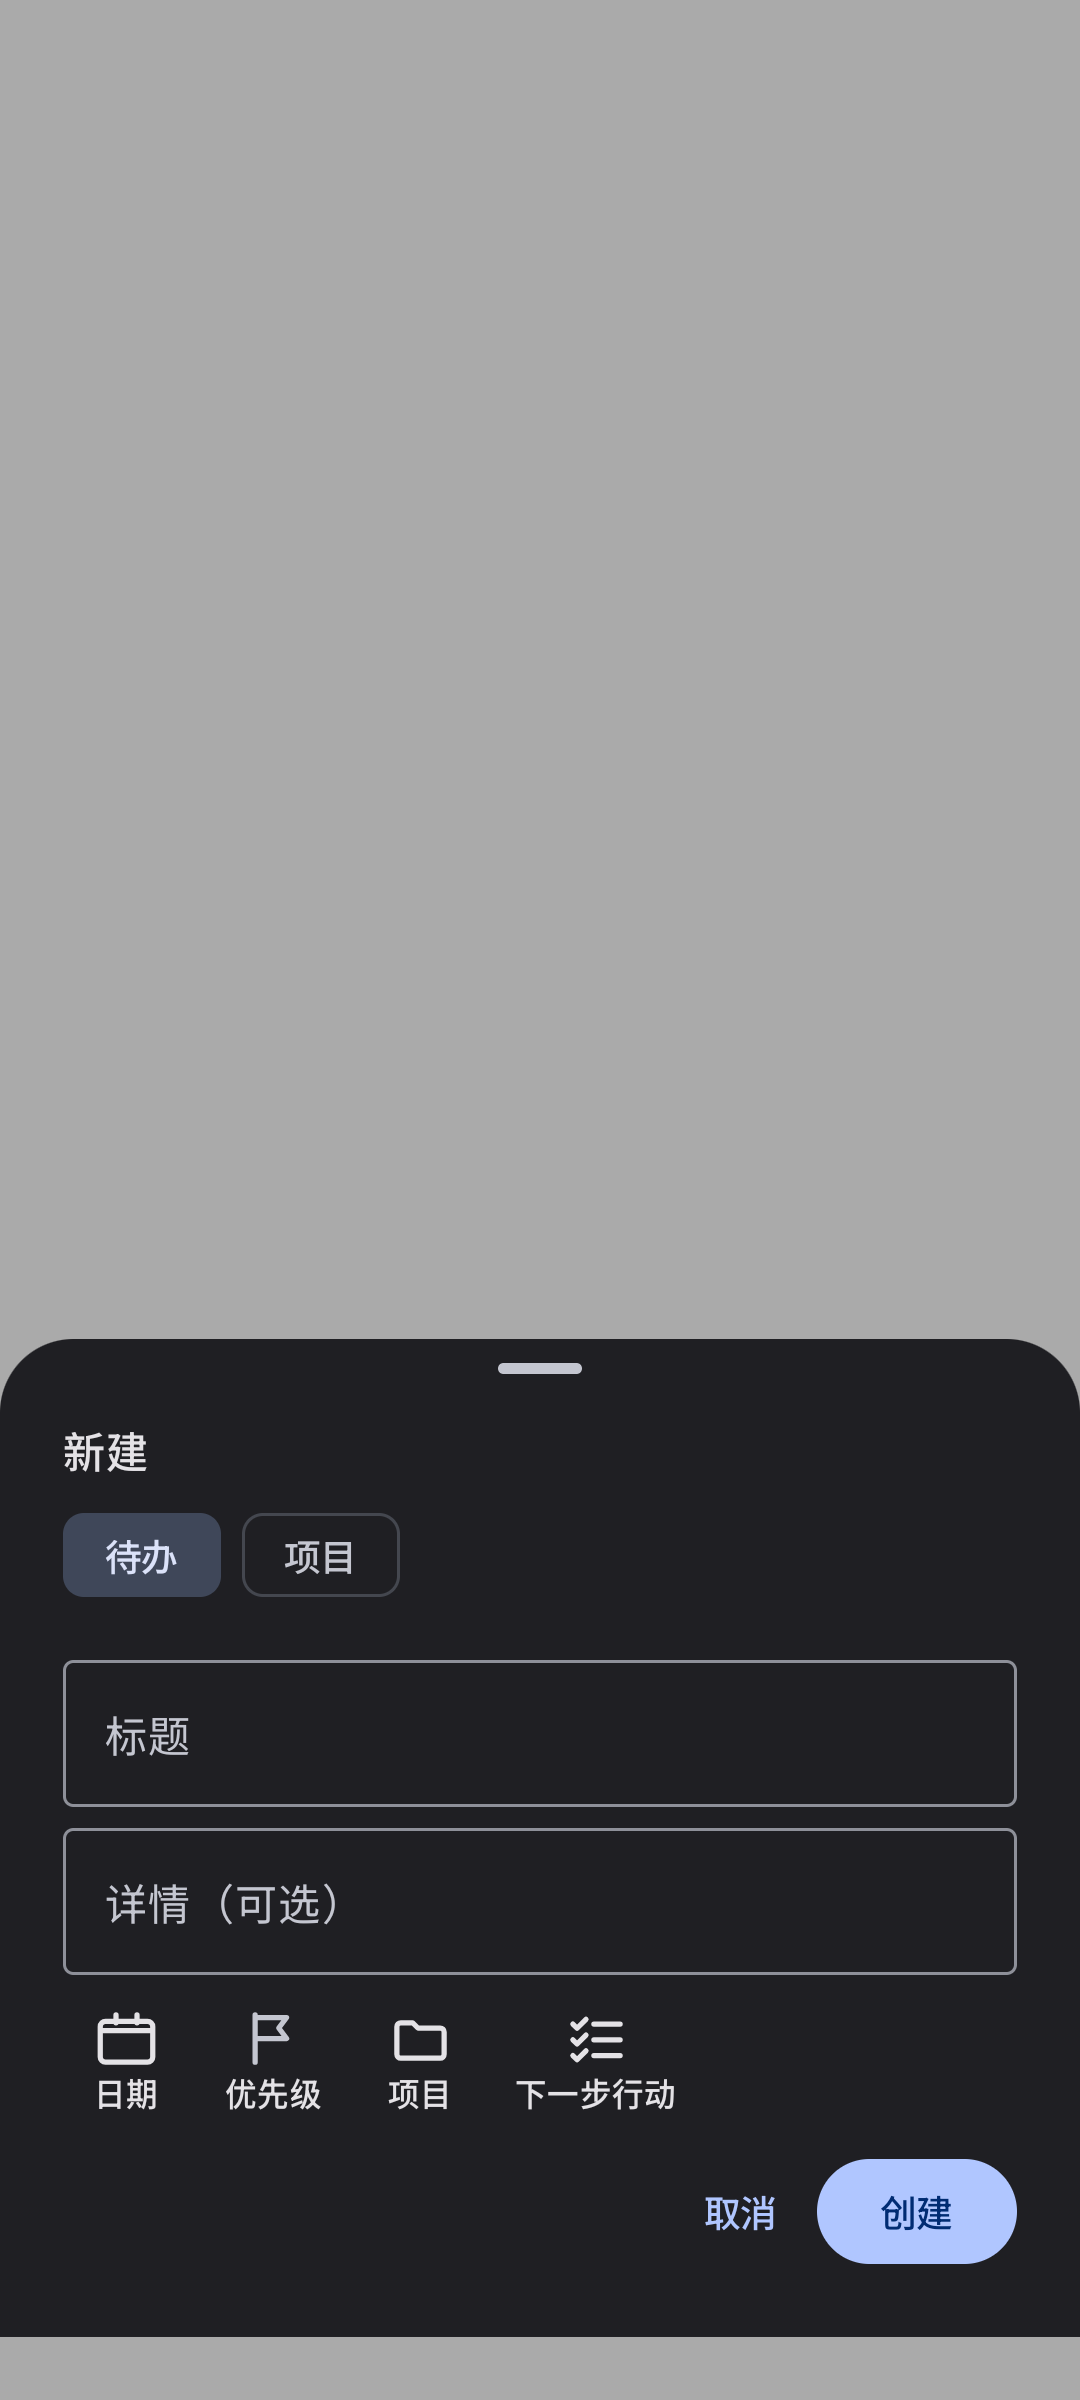 新建
待办 项目
标题
详情（可选）
日期 优先级 项目 下一步行动
取消 创建